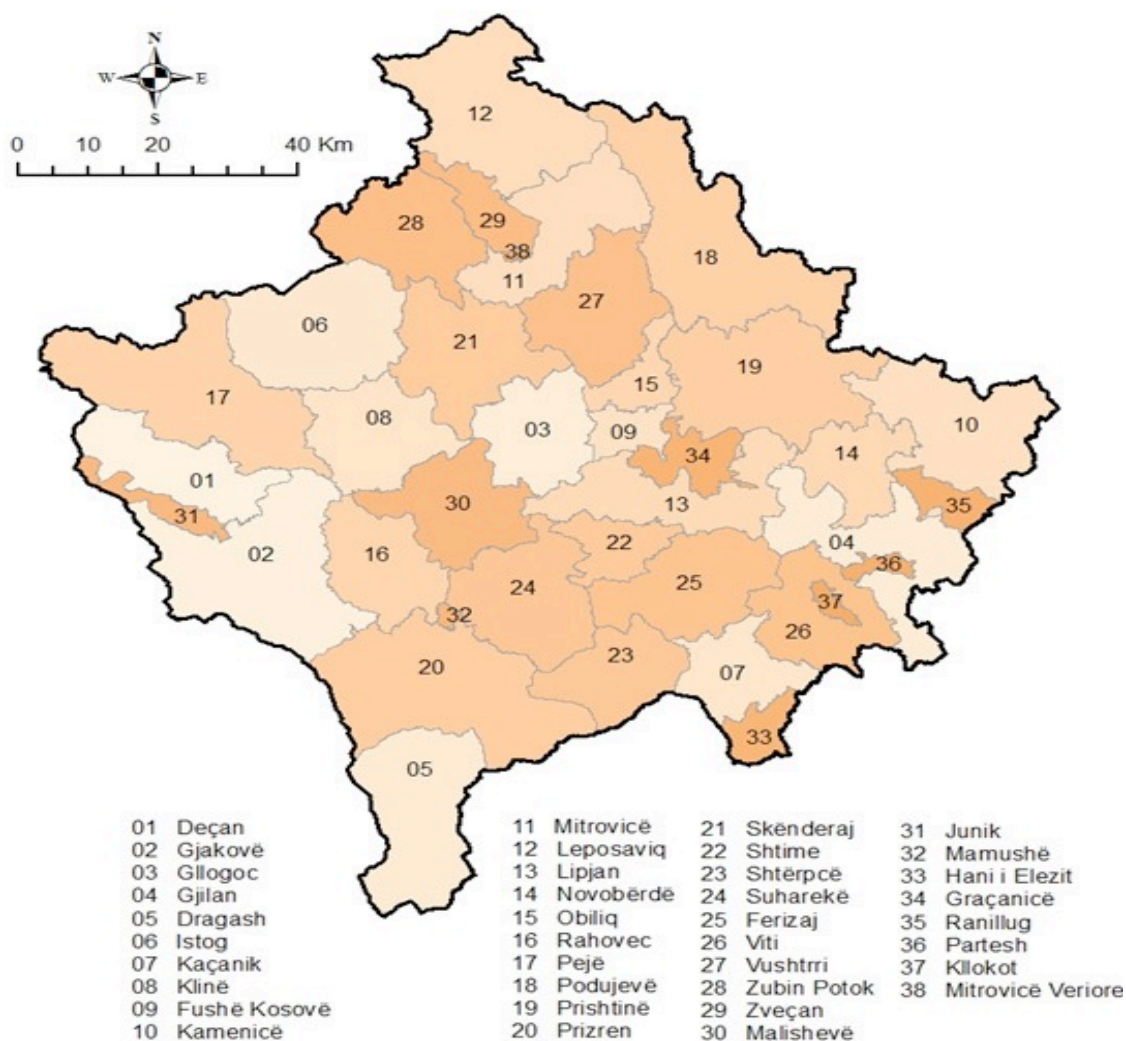 N
W E
S
0 10 20 40 Km
12
28
29
38
11
18
27
06
21
19
17
15
08
03
09
10
34
14
01
30
13
35
31
02
16
22
04
36
24
25
37
32
26
20
23
07
33
05
01 Deçan
02 Gjakovë
03 Gllogoc
04 Gjilan
05 Dragash
06 Istog
07 Kaçanik
08 Klinë
09 Fushë Kosovë
10 Kamenicë
11 Mitrovicë
12 Leposaviq
13 Lipjan
14 Novobërdë
15 Obiliq
16 Rahovec
17 Pejë
18 Podujevë
19 Prishtinë
20 Prizren
21 Skënderaj
22 Shtime
23 Shtërpcë
24 Suharekë
25 Ferizaj
26 Viti
27 Vushtrri
28 Zubin Potok
29 Zveçan
30 Malishevë
31 Junik
32 Mamushë
33 Hani i Elezit
34 Graçanicë
35 Ranillug
36 Partesh
37 Kllokot
38 Mitrovicë Veriore